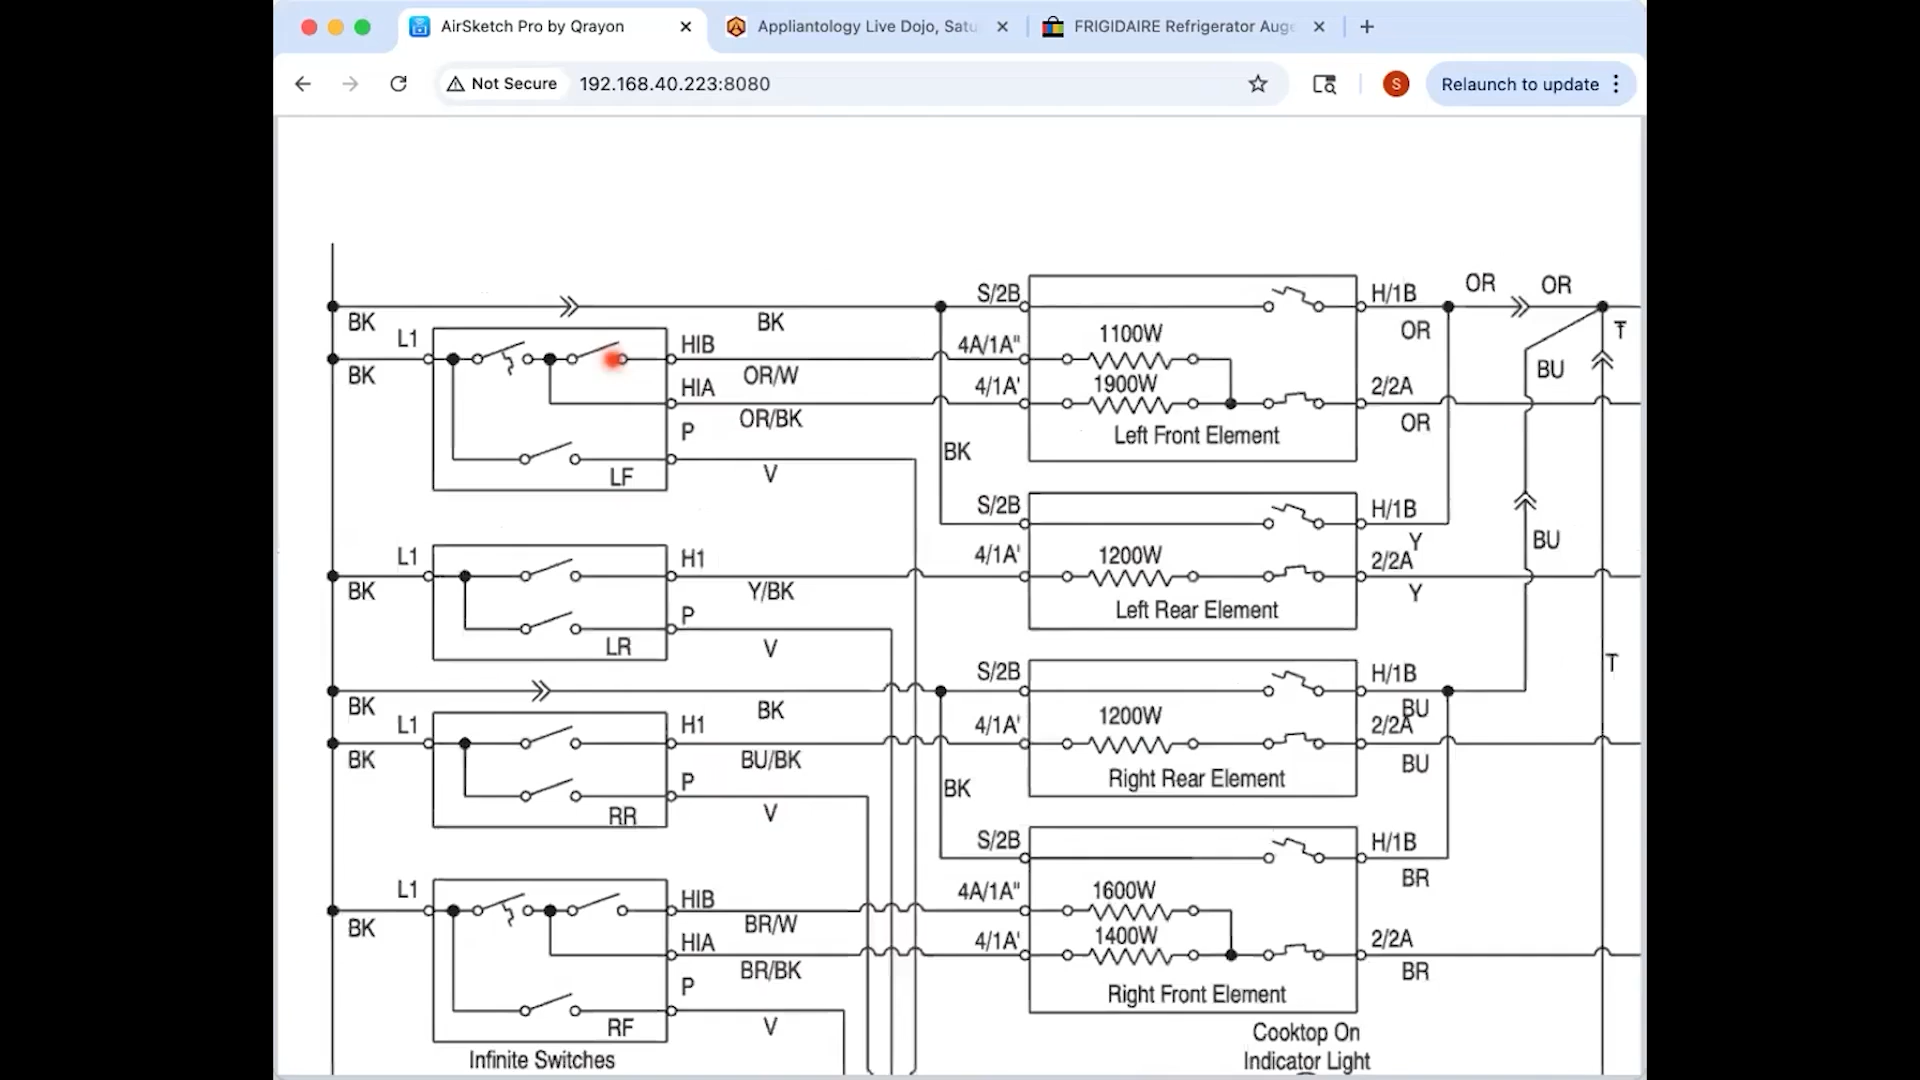 AirSketch Pro by Qrayon
Appliantology Live Dojo, Satu
FRIGIDAIRE Refrigerator Auge
Not Secure
192.168.40.223:8080
S
Relaunch to update
BK
BK
S/2B
H/1B
OR
OR
OR
L1
BK
HIB
OR/W
HIA
OR/BK
P
V
LF
4A/1A"
1100W
4/1A'
1900W
2/2A
OR
Left Front Element
BU
T
BK
S/2B
H/1B
Y
L1
BK
H1
Y/BK
P
V
LR
4/1A'
1200W
2/2A
Y
Left Rear Element
BU
T
BK
BK
S/2B
H/1B
BU
L1
BK
H1
BU/BK
P
V
RR
4/1A'
1200W
2/2A
BU
Right Rear Element
BK
S/2B
H/1B
BR
L1
BK
HIB
BR/W
HIA
BR/BK
P
V
RF
4A/1A"
1600W
4/1A'
1400W
2/2A
BR
Right Front Element
Infinite Switches
Cooktop On
Indicator Light